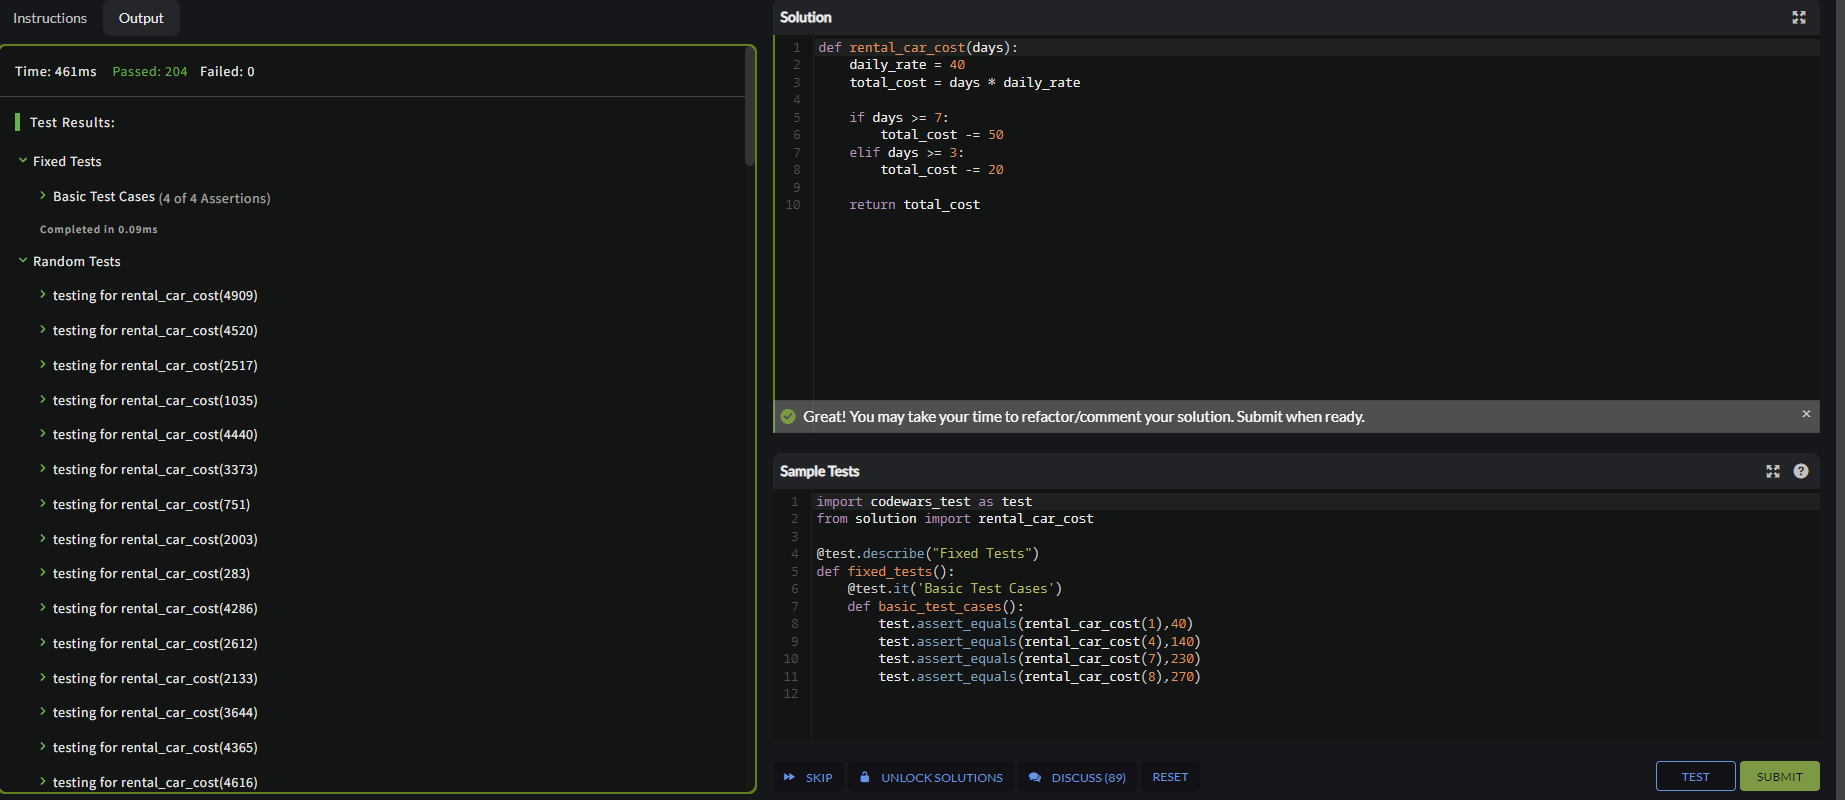 Instructions
Output
Time: 461ms Passed: 204 Failed: 0
Test Results:
Fixed Tests
Basic Test Cases (4 of 4 Assertions)
Completed in 0.09ms
Random Tests
testing for rental_car_cost(4909)
testing for rental_car_cost(4520)
testing for rental_car_cost(2517)
testing for rental_car_cost(1035)
testing for rental_car_cost(4440)
testing for rental_car_cost(3373)
testing for rental_car_cost(751)
testing for rental_car_cost(2003)
testing for rental_car_cost(283)
testing for rental_car_cost(4286)
testing for rental_car_cost(2612)
testing for rental_car_cost(2133)
testing for rental_car_cost(3644)
testing for rental_car_cost(4365)
testing for rental_car_cost(4616)
Solution
1 def rental_car_cost(days):
2     daily_rate = 40
3     total_cost = days * daily_rate
4
5     if days >= 7:
6         total_cost -= 50
7     elif days >= 3:
8         total_cost -= 20
9
10     return total_cost
Great! You may take your time to refactor/comment your solution. Submit when ready.
Sample Tests
1 import codewars_test as test
2 from solution import rental_car_cost
3
4 @test.describe("Fixed Tests")
5 def fixed_tests():
6     @test.it('Basic Test Cases')
7     def basic_test_cases():
8         test.assert_equals(rental_car_cost(1),40)
9         test.assert_equals(rental_car_cost(4),140)
10         test.assert_equals(rental_car_cost(7),230)
11         test.assert_equals(rental_car_cost(8),270)
12
SKIP
UNLOCK SOLUTIONS
DISCUSS (89)
RESET
TEST
SUBMIT